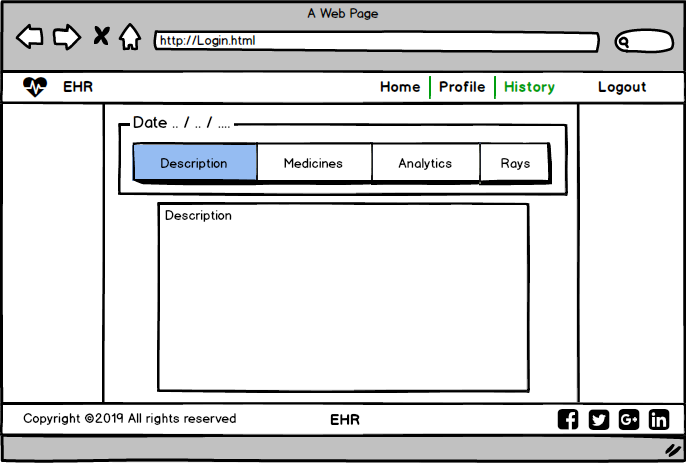 A Web Page
http://Login.html
EHR Home Profile History Logout
Date .. / .. / ....
Description Medicines Analytics Rays
Description
Copyright ©2019 All rights reserved EHR